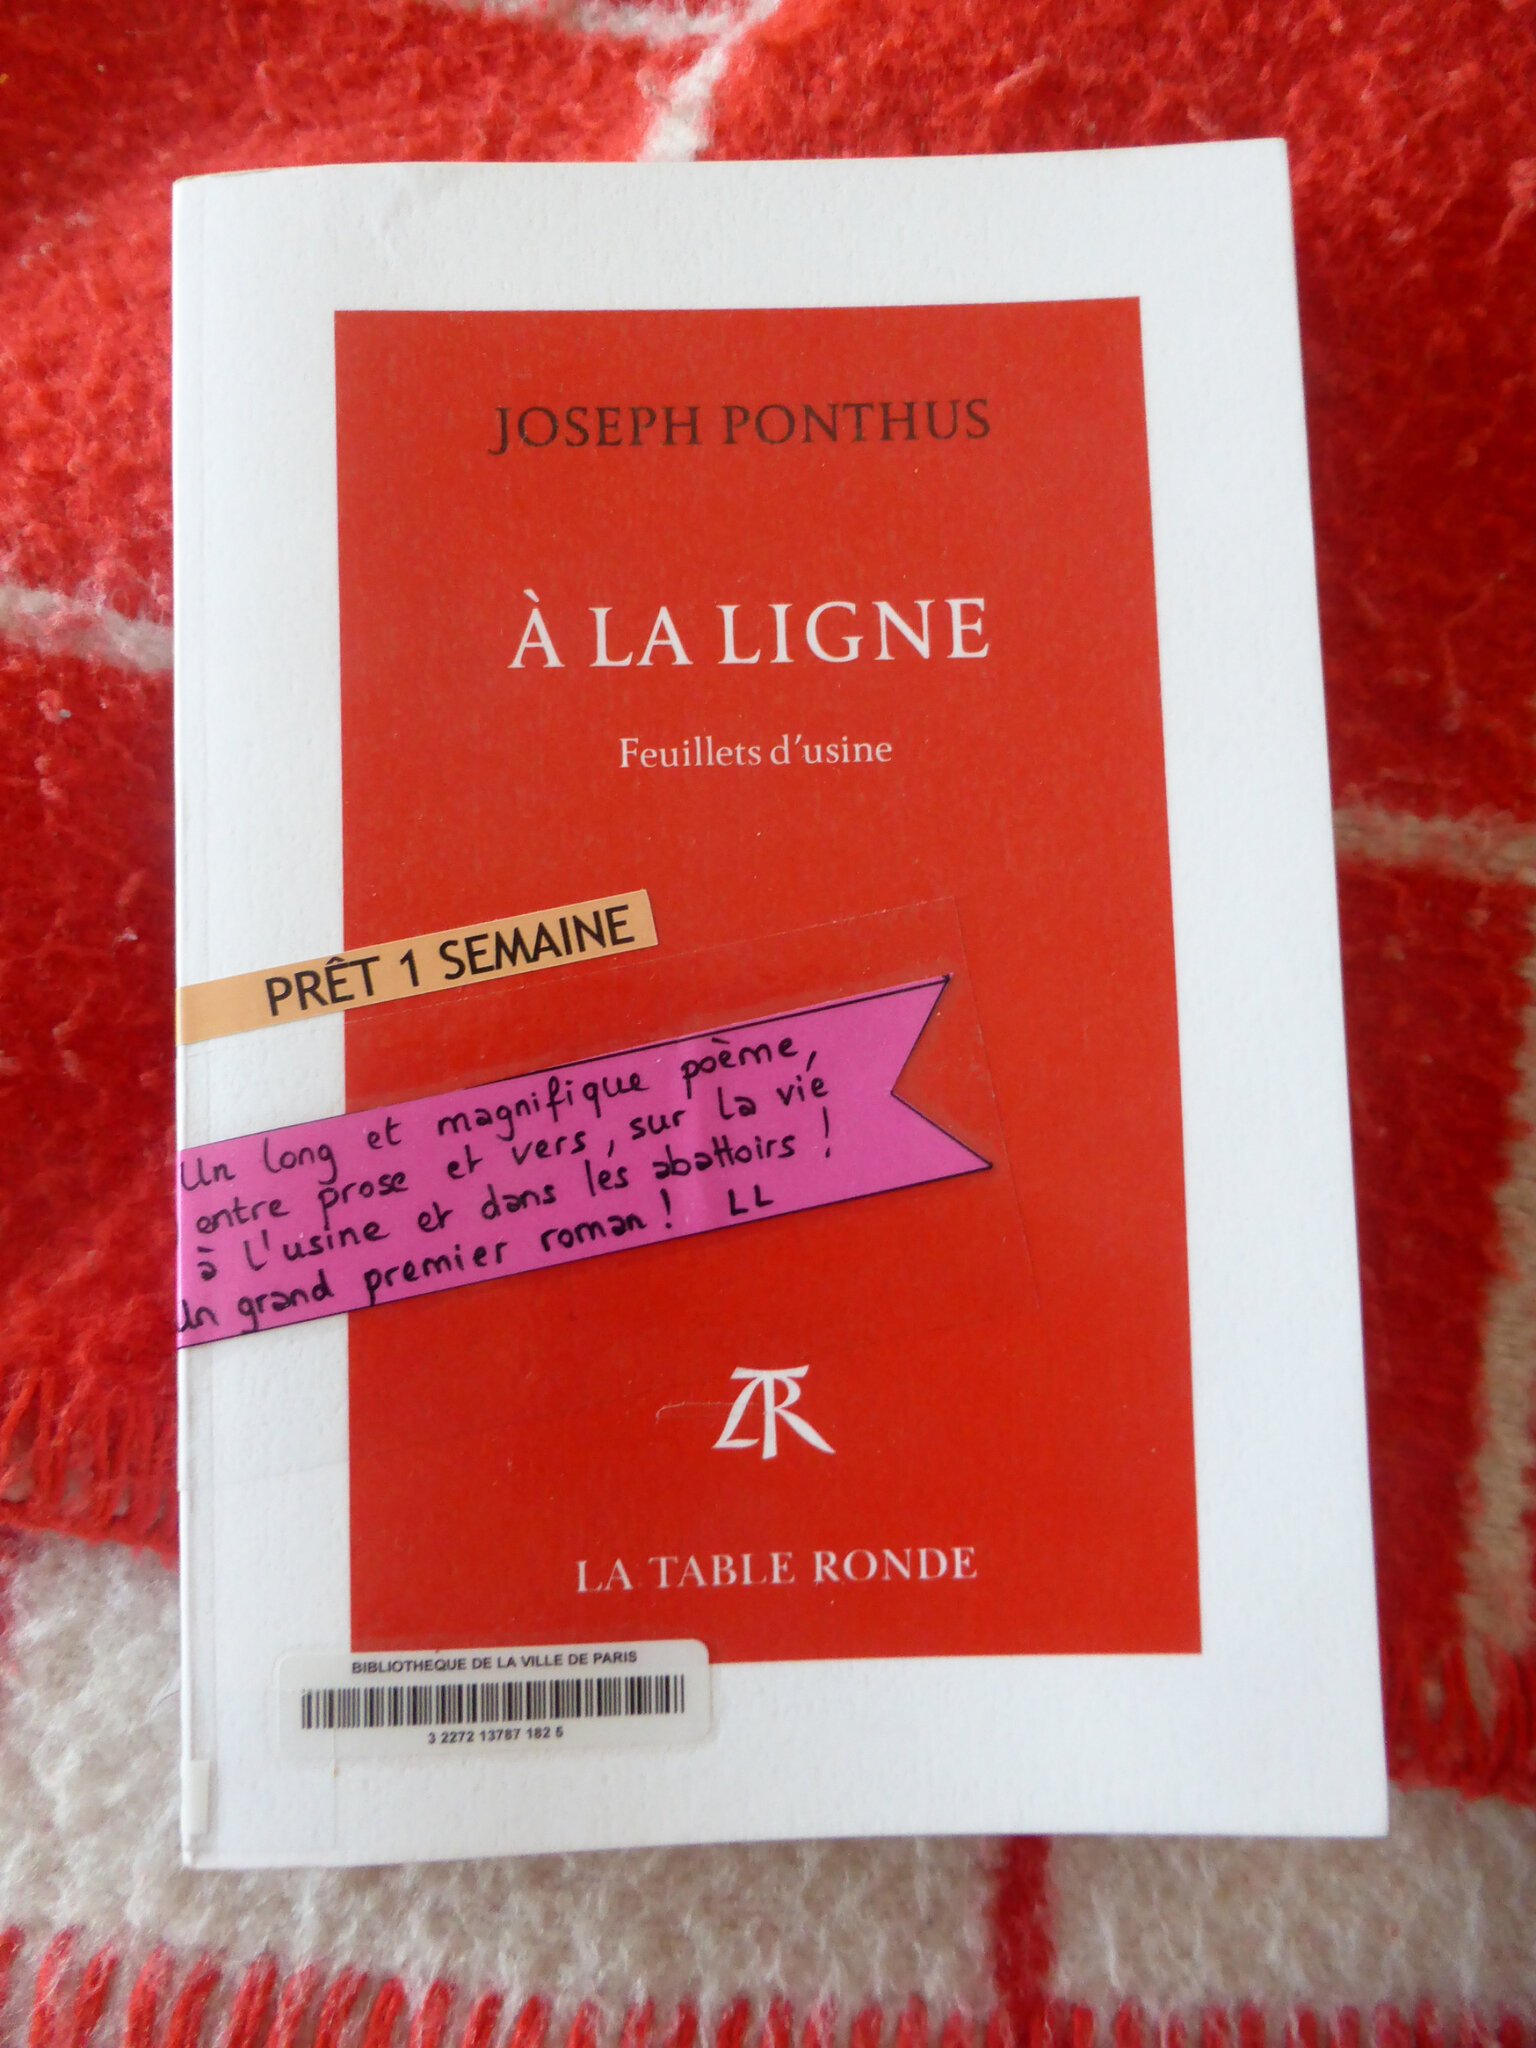 JOSEPH PONTHUS
À LA LIGNE
Feuillets d'usine
PRÊT 1 SEMAINE
Un long et magnifique poème,
entre prose et vers, sur la vie
à l'usine et dans les abattoirs !
Un grand premier roman ! LL
LA TABLE RONDE
BIBLIOTHEQUE DE LA VILLE DE PARIS
3 2272 13787 182 5